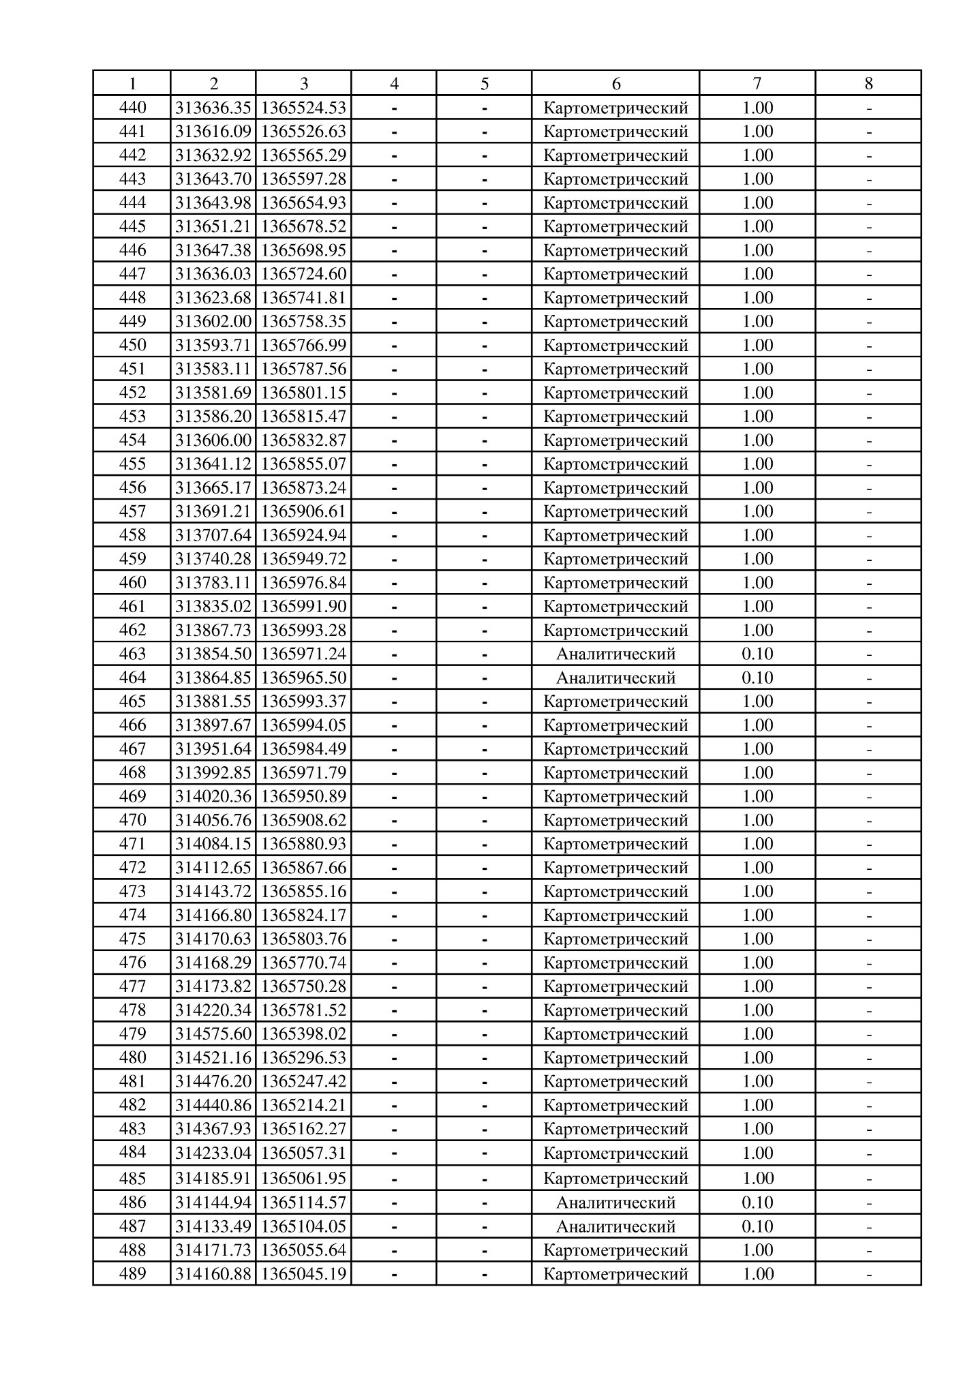 1 2 3 4 5 6 7 8
440 313636.35 1365524.53 - - Картометрический 1.00 -
441 313616.09 1365526.63 - - Картометрический 1.00 -
442 313632.92 1365565.29 - - Картометрический 1.00 -
443 313643.70 1365597.28 - - Картометрический 1.00 -
444 313643.98 1365654.93 - - Картометрический 1.00 -
445 313651.21 1365678.52 - - Картометрический 1.00 -
446 313647.38 1365698.95 - - Картометрический 1.00 -
447 313636.03 1365724.60 - - Картометрический 1.00 -
448 313623.68 1365741.81 - - Картометрический 1.00 -
449 313602.00 1365758.35 - - Картометрический 1.00 -
450 313593.71 1365766.99 - - Картометрический 1.00 -
451 313583.11 1365787.56 - - Картометрический 1.00 -
452 313581.69 1365801.15 - - Картометрический 1.00 -
453 313586.20 1365815.47 - - Картометрический 1.00 -
454 313606.00 1365832.87 - - Картометрический 1.00 -
455 313641.12 1365855.07 - - Картометрический 1.00 -
456 313665.17 1365873.24 - - Картометрический 1.00 -
457 313691.21 1365906.61 - - Картометрический 1.00 -
458 313707.64 1365924.94 - - Картометрический 1.00 -
459 313740.28 1365949.72 - - Картометрический 1.00 -
460 313783.11 1365976.84 - - Картометрический 1.00 -
461 313835.02 1365991.90 - - Картометрический 1.00 -
462 313867.73 1365993.28 - - Картометрический 1.00 -
463 313854.50 1365971.24 - - Аналитический 0.10 -
464 313864.85 1365965.50 - - Аналитический 0.10 -
465 313881.55 1365993.37 - - Картометрический 1.00 -
466 313897.67 1365994.05 - - Картометрический 1.00 -
467 313951.64 1365984.49 - - Картометрический 1.00 -
468 313992.85 1365971.79 - - Картометрический 1.00 -
469 314020.36 1365950.89 - - Картометрический 1.00 -
470 314056.76 1365908.62 - - Картометрический 1.00 -
471 314084.15 1365880.93 - - Картометрический 1.00 -
472 314112.65 1365867.66 - - Картометрический 1.00 -
473 314143.72 1365855.16 - - Картометрический 1.00 -
474 314166.80 1365824.17 - - Картометрический 1.00 -
475 314170.63 1365803.76 - - Картометрический 1.00 -
476 314168.29 1365770.74 - - Картометрический 1.00 -
477 314173.82 1365750.28 - - Картометрический 1.00 -
478 314220.34 1365781.52 - - Картометрический 1.00 -
479 314575.60 1365398.02 - - Картометрический 1.00 -
480 314521.16 1365296.53 - - Картометрический 1.00 -
481 314476.20 1365247.42 - - Картометрический 1.00 -
482 314440.86 1365214.21 - - Картометрический 1.00 -
483 314367.93 1365162.27 - - Картометрический 1.00 -
484 314233.04 1365057.31 - - Картометрический 1.00 -
485 314185.91 1365061.95 - - Картометрический 1.00 -
486 314144.94 1365114.57 - - Аналитический 0.10 -
487 314133.49 1365104.05 - - Аналитический 0.10 -
488 314171.73 1365055.64 - - Картометрический 1.00 -
489 314160.88 1365045.19 - - Картометрический 1.00 -